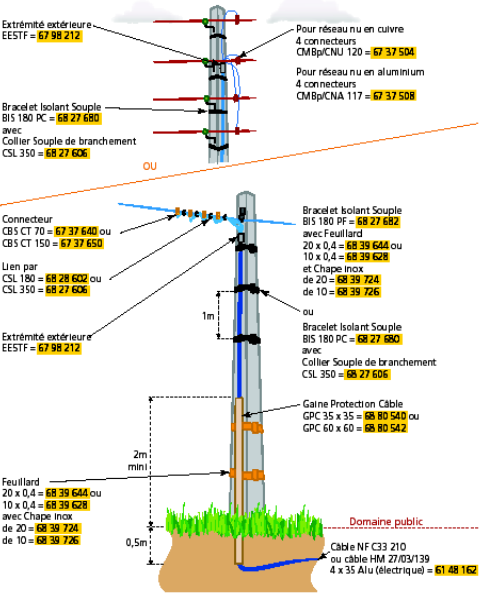 Extrémité extérieure
EESTF = 67 98 212
Pour réseau nu en cuivre
4 connecteurs
CMBp/CNU 120 = 67 37 504
Pour réseau nu en aluminium
4 connecteurs
CMBp/CNA 117 = 67 37 508
Bracelet Isolant Souple
BIS 180 PC = 68 27 680
avec
Collier Souple de branchement
CSL 350 = 68 27 606
OU
Connecteur
CBS CT 70 = 67 37 640 ou
CBS CT 150 = 67 37 650
Lien par
CSL 180 = 68 28 602 ou
CSL 350 = 68 27 606
Extrémité extérieure
EESTF = 67 98 212
Bracelet Isolant Souple
BIS 180 PF = 68 27 682
avec Feuillard
20 x 0,4 = 68 39 644 ou
10 x 0,4 = 68 39 628
et Chape inox
de 20 = 68 39 724
de 10 = 68 39 726
ou
Bracelet Isolant Souple
BIS 180 PC = 68 27 680
avec
Collier Souple de branchement
CSL 350 = 68 27 606
1m
Gaine Protection Câble
GPC 35 x 35 = 68 80 540 ou
GPC 60 x 60 = 68 80 542
2m
mini
Feuillard
20 x 0,4 = 68 39 644 ou
10 x 0,4 = 68 39 628
avec Chape inox
de 20 = 68 39 724
de 10 = 68 39 726
0,5m
Domaine public
Câble NF C33 210
ou câble HM 27/03/139
4 x 35 Alu (électrique) = 61 48 162